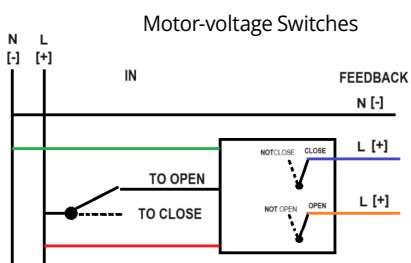 Motor-voltage Switches
N L
[-] [+]
IN
FEEDBACK
N [-]
NOTCLOSE CLOSE L [+]
TO OPEN
NOT OPEN OPEN L [+]
TO CLOSE